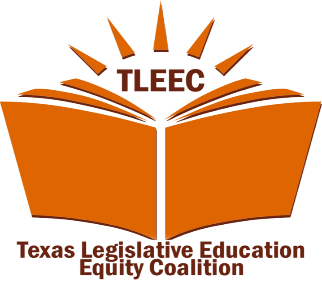 TLEEC
Texas Legislative Education
Equity Coalition